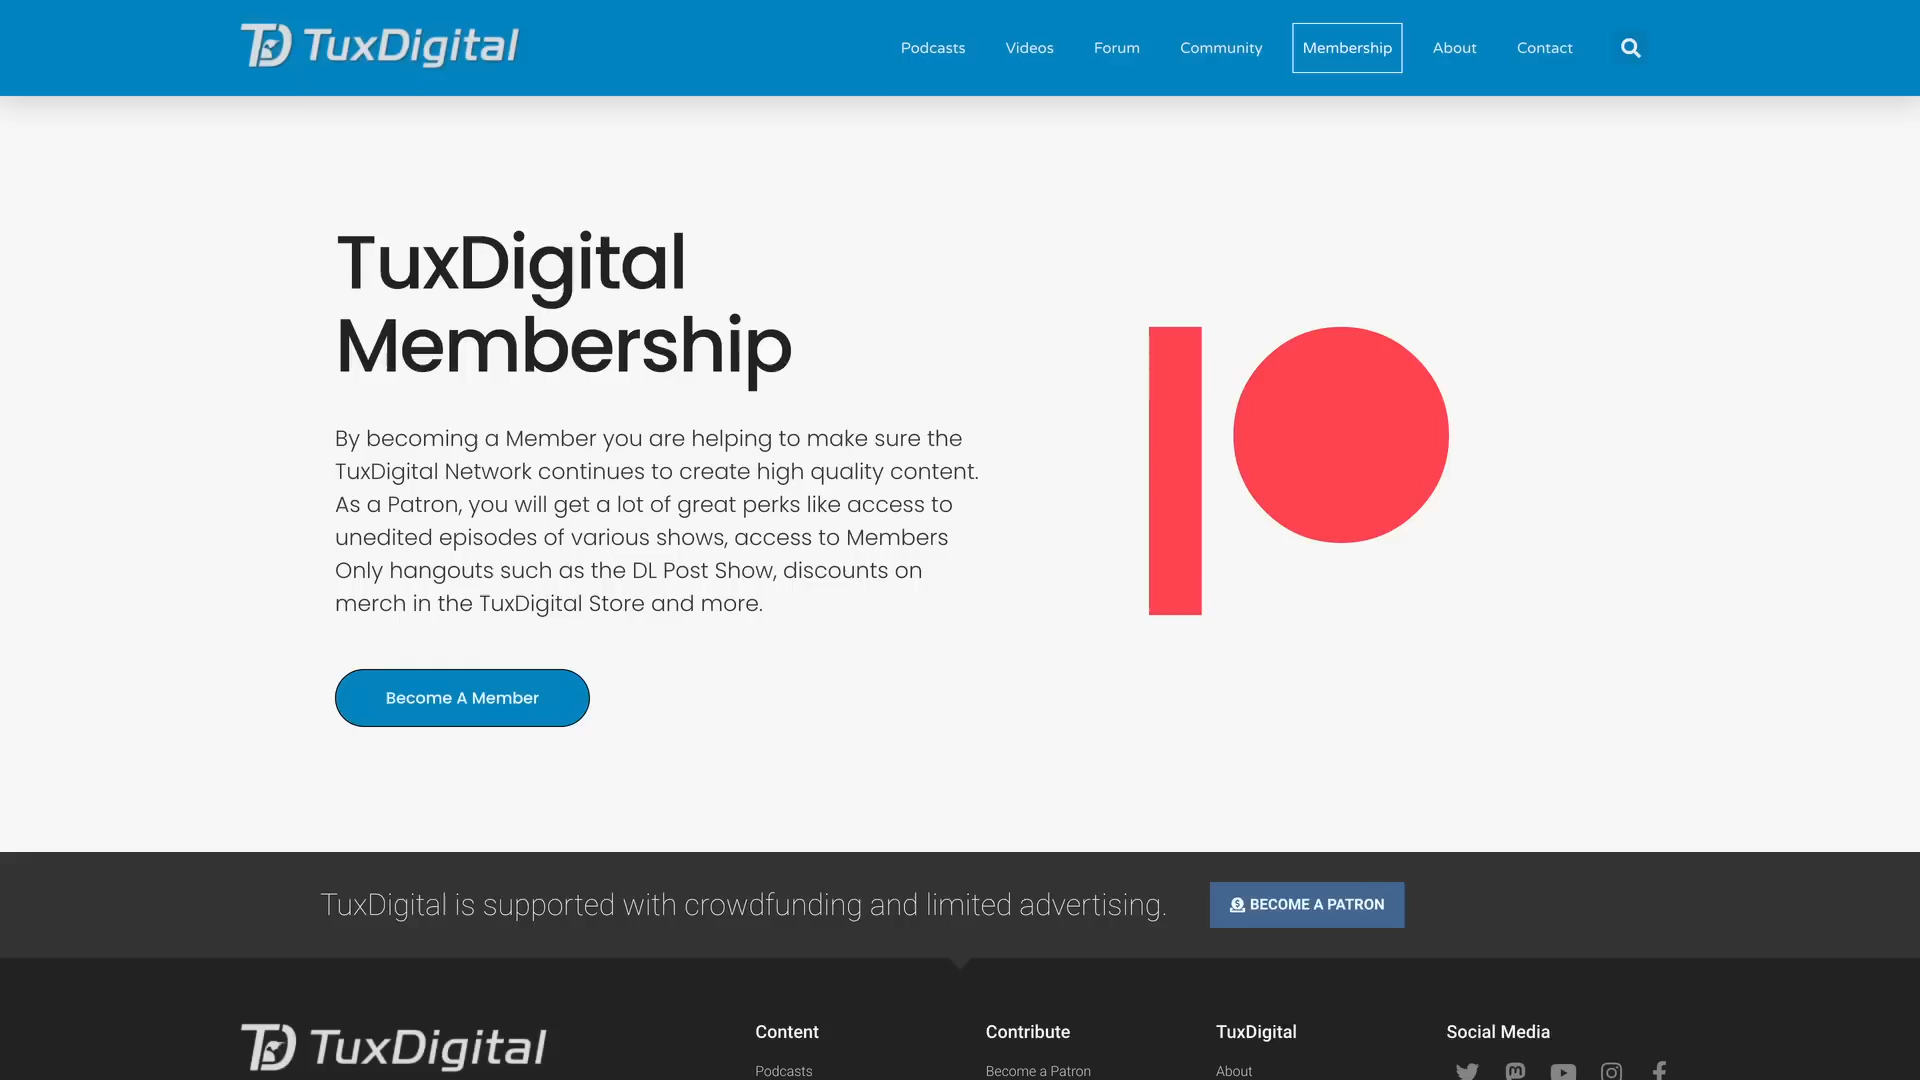 TuxDigital
Podcasts
Videos
Forum
Community
Membership
About
Contact
TuxDigital
Membership
By becoming a Member you are helping to make sure the
TuxDigital Network continues to create high quality content.
As a Patron, you will get a lot of great perks like access to
unedited episodes of various shows, access to Members
Only hangouts such as the DL Post Show, discounts on
merch in the TuxDigital Store and more.
Become A Member
TuxDigital is supported with crowdfunding and limited advertising.
BECOME A PATRON
TuxDigital
Content
Podcasts
Contribute
Become a Patron
TuxDigital
About
Social Media